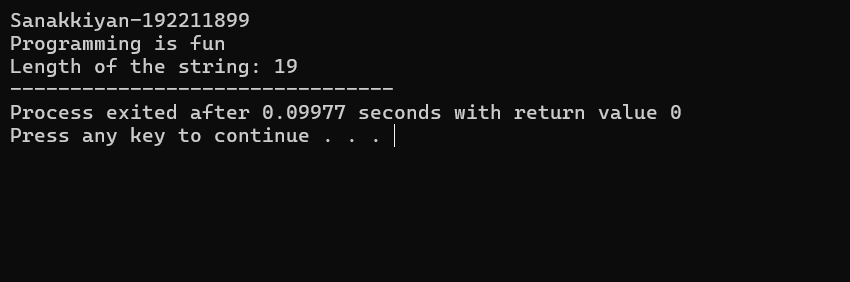 Sanakkiyan-192211899
Programming is fun
Length of the string: 19
--------------------------------
Process exited after 0.09977 seconds with return value 0
Press any key to continue . . .